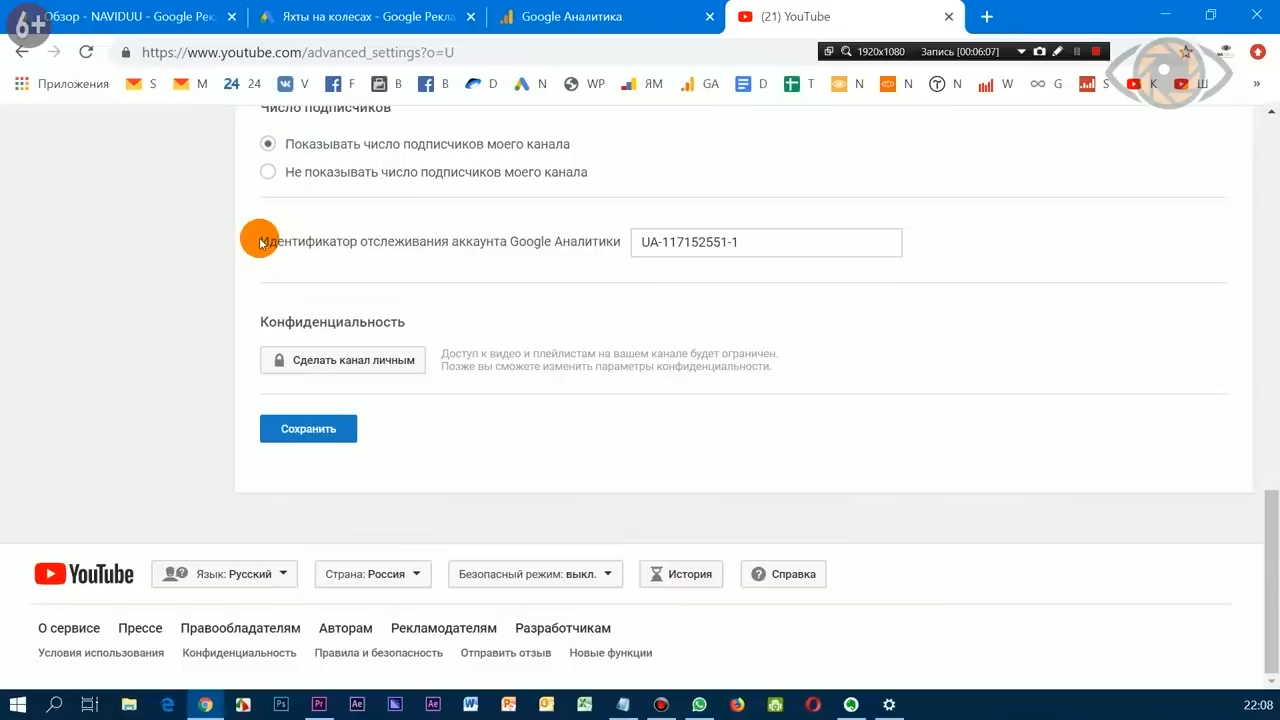 Обзор - NAVIDUU - Google Рек
Яхты на колесах - Google Рекла
Google Аналитика
(21) YouTube
6+
https://www.youtube.com/advanced_settings?o=U
1920x1080
Запись [00:06:07]
Приложения
S
M
24
24
V
F
B
B
D
N
WP
ЯМ
GA
D
T
N
N
N
W
G
S
K
Ш
»
Число подписчиков
Показывать число подписчиков моего канала
Не показывать число подписчиков моего канала
Идентификатор отслеживания аккаунта Google Аналитики
UA-117152551-1
Конфиденциальность
Сделать канал личным
Доступ к видео и плейлистам на вашем канале будет ограничен.
Позже вы сможете изменить параметры конфиденциальности.
Сохранить
YouTube
Язык: Русский
Страна: Россия
Безопасный режим: выкл.
История
Справка
О сервисе Прессе Правообладателям Авторам Рекламодателям Разработчикам
Условия использования Конфиденциальность Правила и безопасность Отправить отзыв Новые функции
22:08